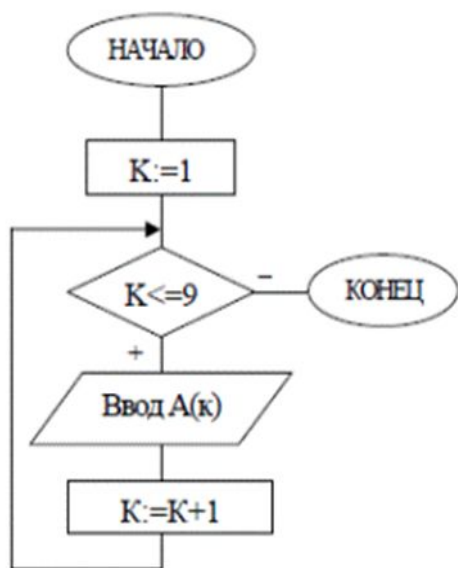 НАЧАЛО
K:=1
K<=9
–
КОНЕЦ
+
Ввод А(к)
K:=K+1